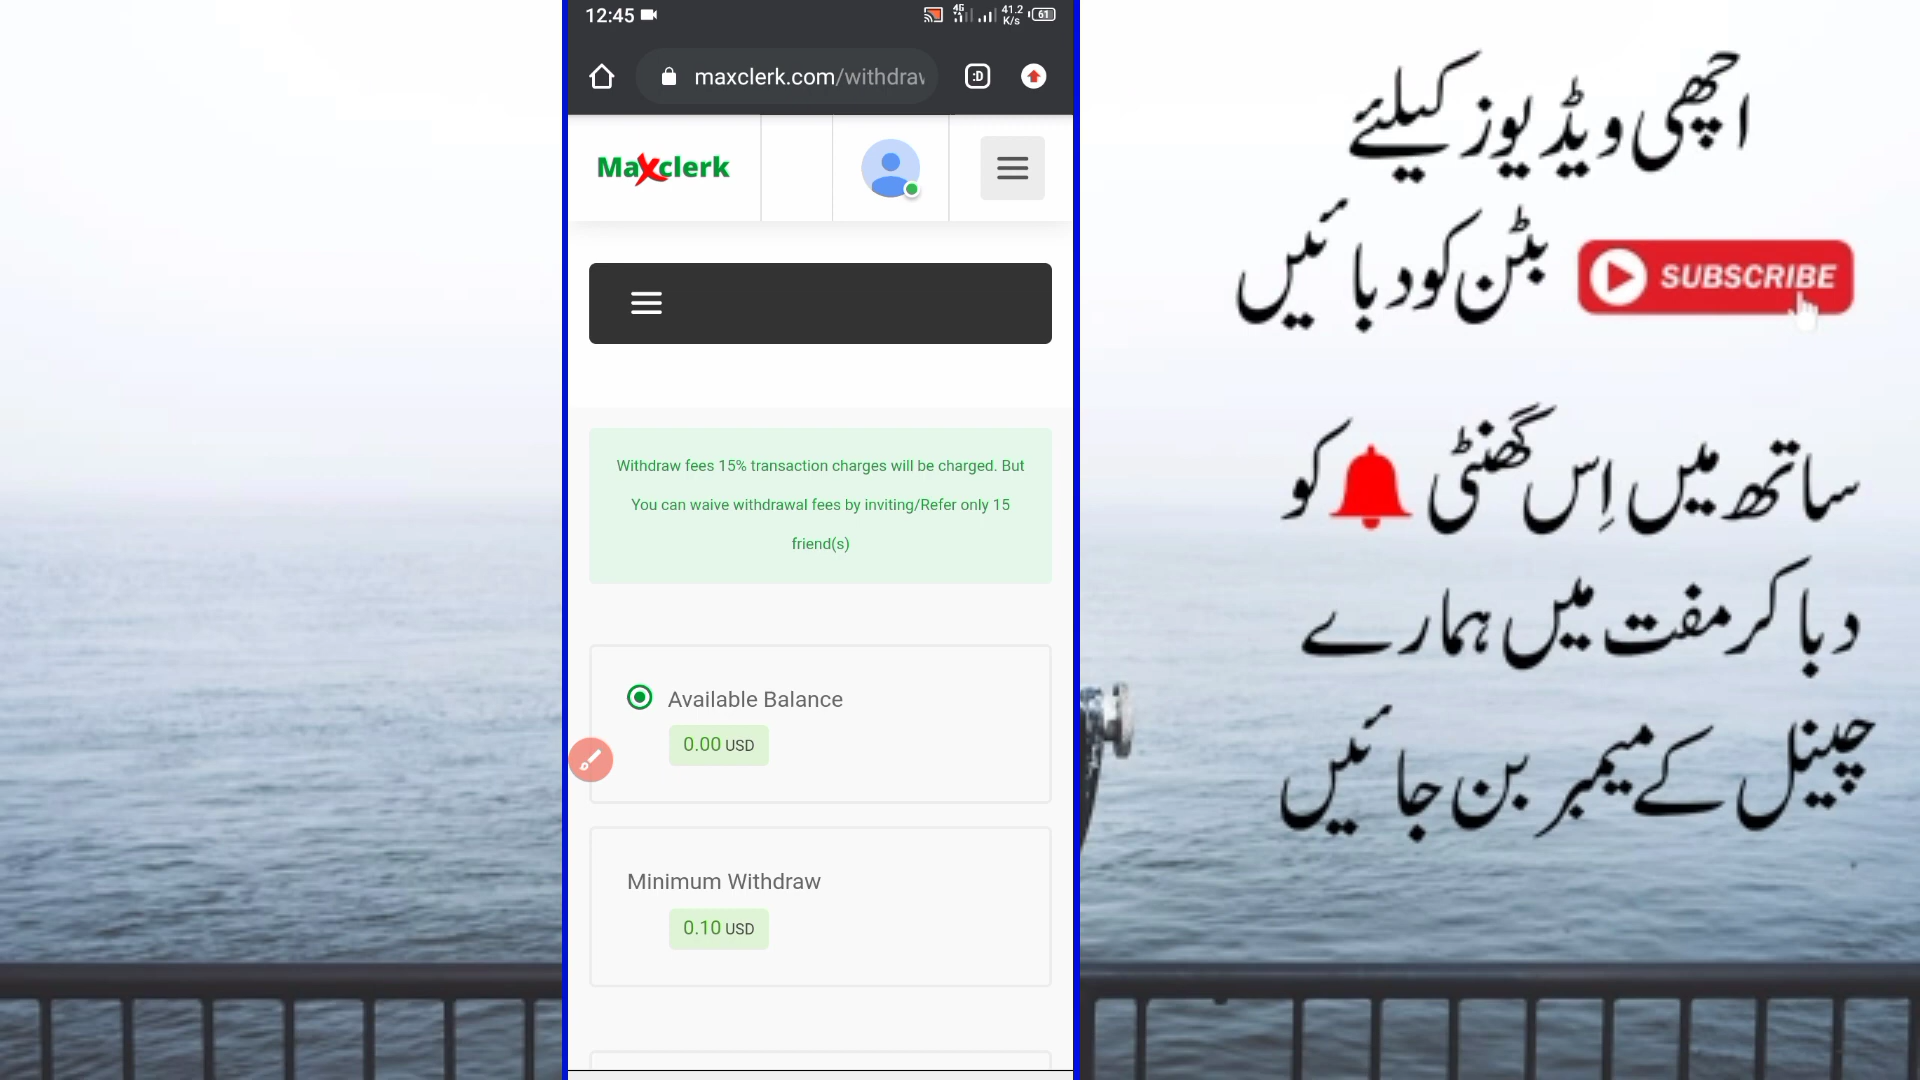 12:45
4G
41.2
K/s
61
maxclerk.com/withdraw
:D
Maxclerk
Withdraw fees 15% transaction charges will be charged. But
You can waive withdrawal fees by inviting/Refer only 15
friend(s)
Available Balance
0.00 USD
Minimum Withdraw
0.10 USD
اچھی ویڈیوز کیلئے
SUBSCRIBE بٹن کو دبائیں
ساتھ میں اِس گھنٹی کو
دبا کر مفت میں ہمارے
چینل کے میمبر بن جائیں